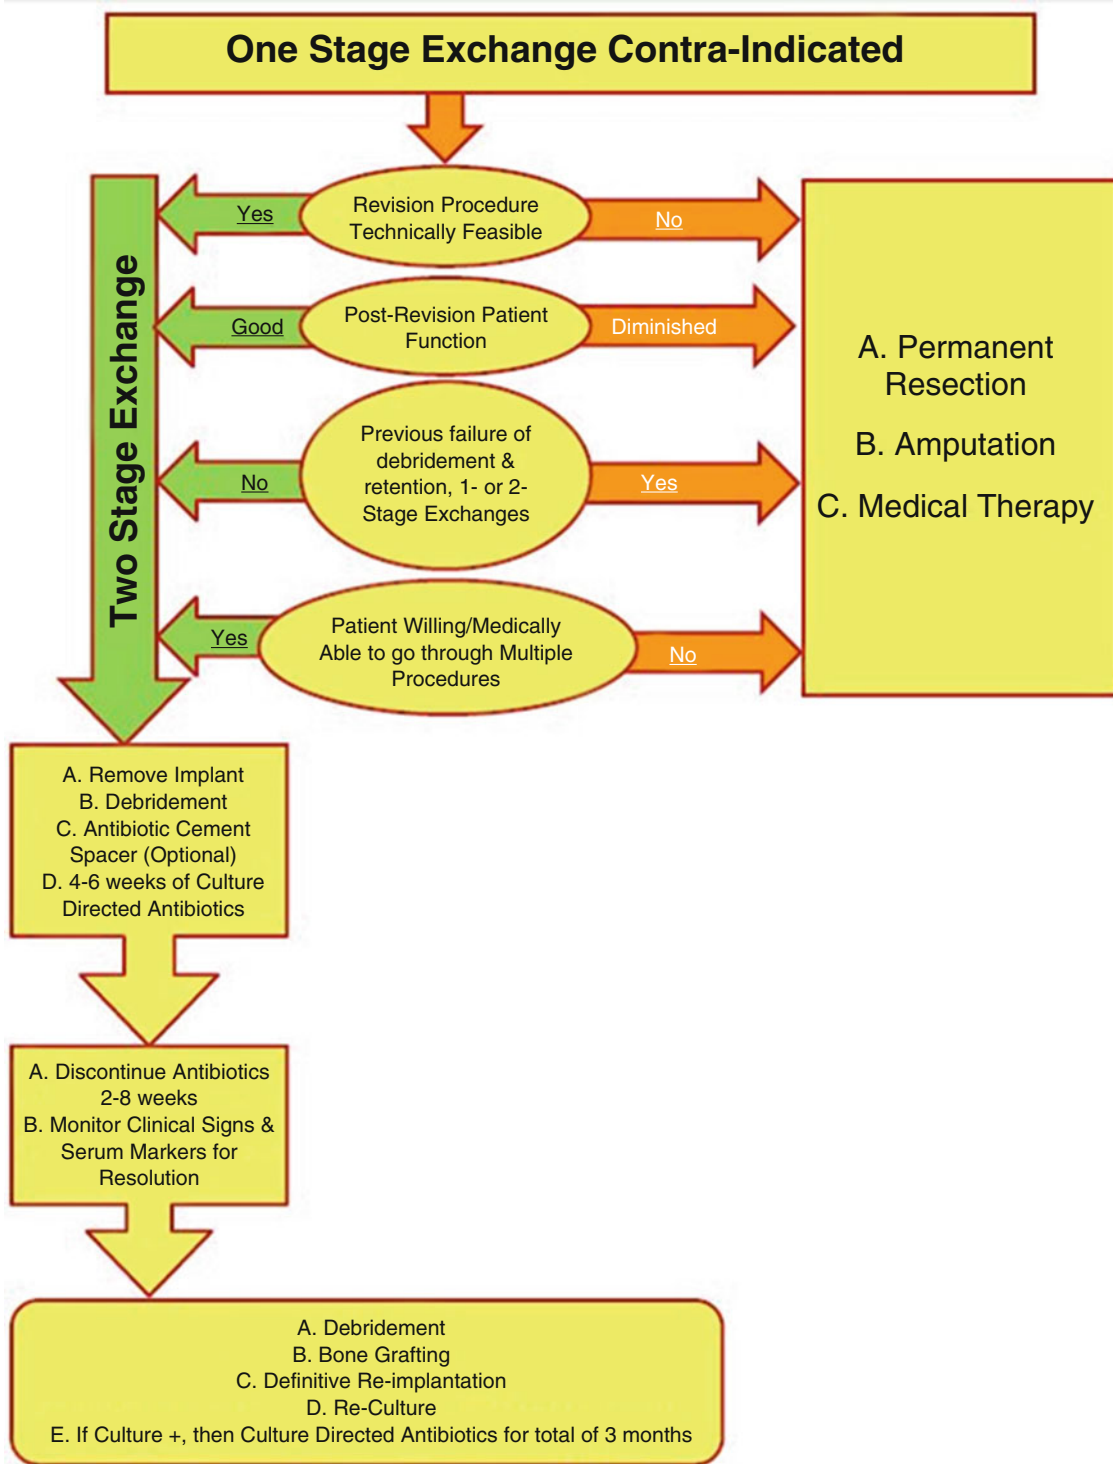 One Stage Exchange Contra-Indicated
Yes
Revision Procedure
Technically Feasible
No
Good
Post-Revision Patient
Function
Diminished
No
Previous failure of
debridement &
retention, 1- or 2-
Stage Exchanges
Yes
Yes
Patient Willing/Medically
Able to go through Multiple
Procedures
No
Two Stage Exchange
A. Permanent
Resection
B. Amputation
C. Medical Therapy
A. Remove Implant
B. Debridement
C. Antibiotic Cement
Spacer (Optional)
D. 4-6 weeks of Culture
Directed Antibiotics
A. Discontinue Antibiotics
2-8 weeks
B. Monitor Clinical Signs &
Serum Markers for
Resolution
A. Debridement
B. Bone Grafting
C. Definitive Re-implantation
D. Re-Culture
E. If Culture +, then Culture Directed Antibiotics for total of 3 months